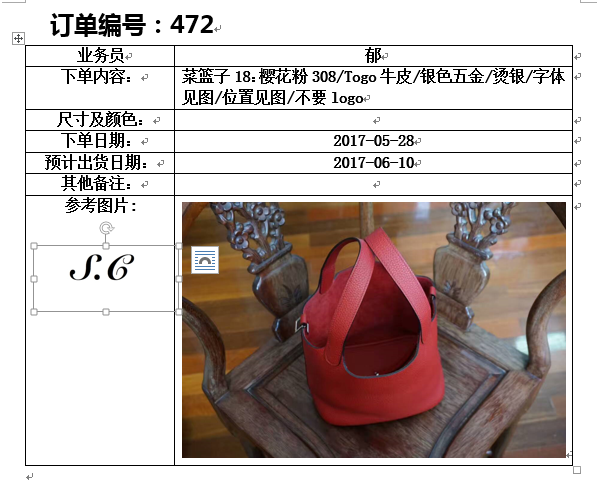 订单编号：472
业务员
郁
下单内容：
菜篮子 18：樱花粉 308/Togo 牛皮/银色五金/烫银/字体
见图/位置见图/不要 logo
尺寸及颜色：
下单日期：
2017-05-28
预计出货日期：
2017-06-10
其他备注：
参考图片：
S.C